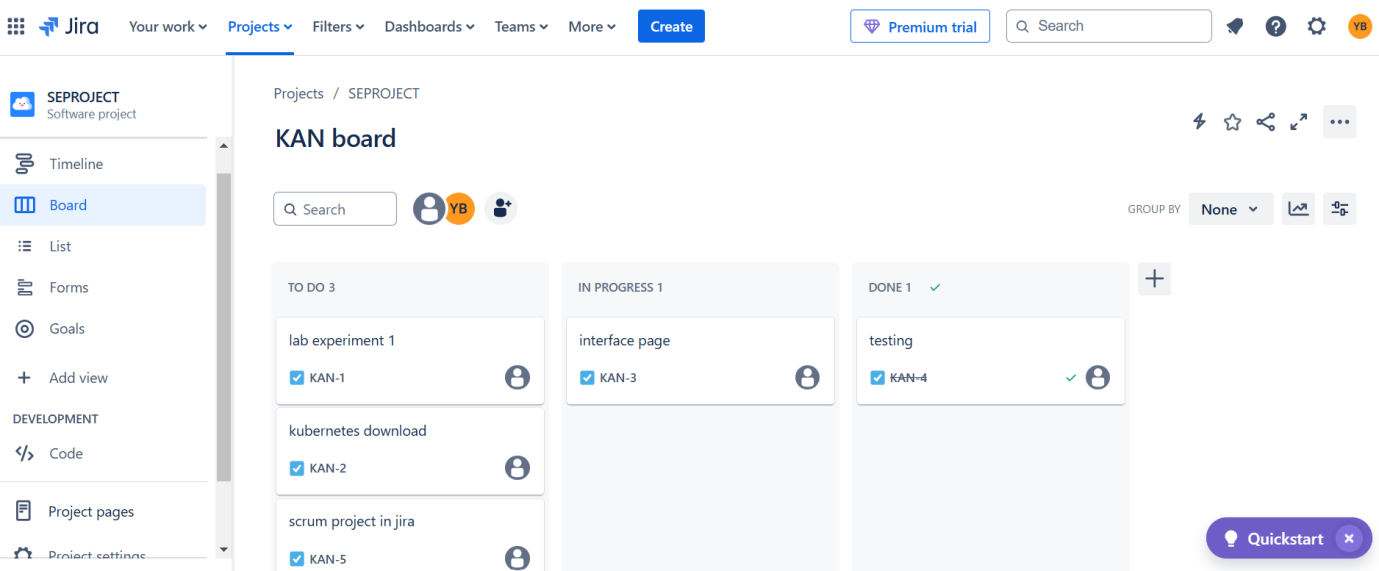 Jira Your work Projects Filters Dashboards Teams More Create Premium trial Search YB
SEPROJECT
Software project
Timeline
Board
List
Forms
Goals
Add view
DEVELOPMENT
Code
Project pages
Project settings
Projects / SEPROJECT
KAN board
Search YB GROUP BY None
TO DO 3
lab experiment 1
KAN-1
kubernetes download
KAN-2
scrum project in jira
KAN-5
IN PROGRESS 1
interface page
KAN-3
DONE 1
testing
KAN-4
Quickstart